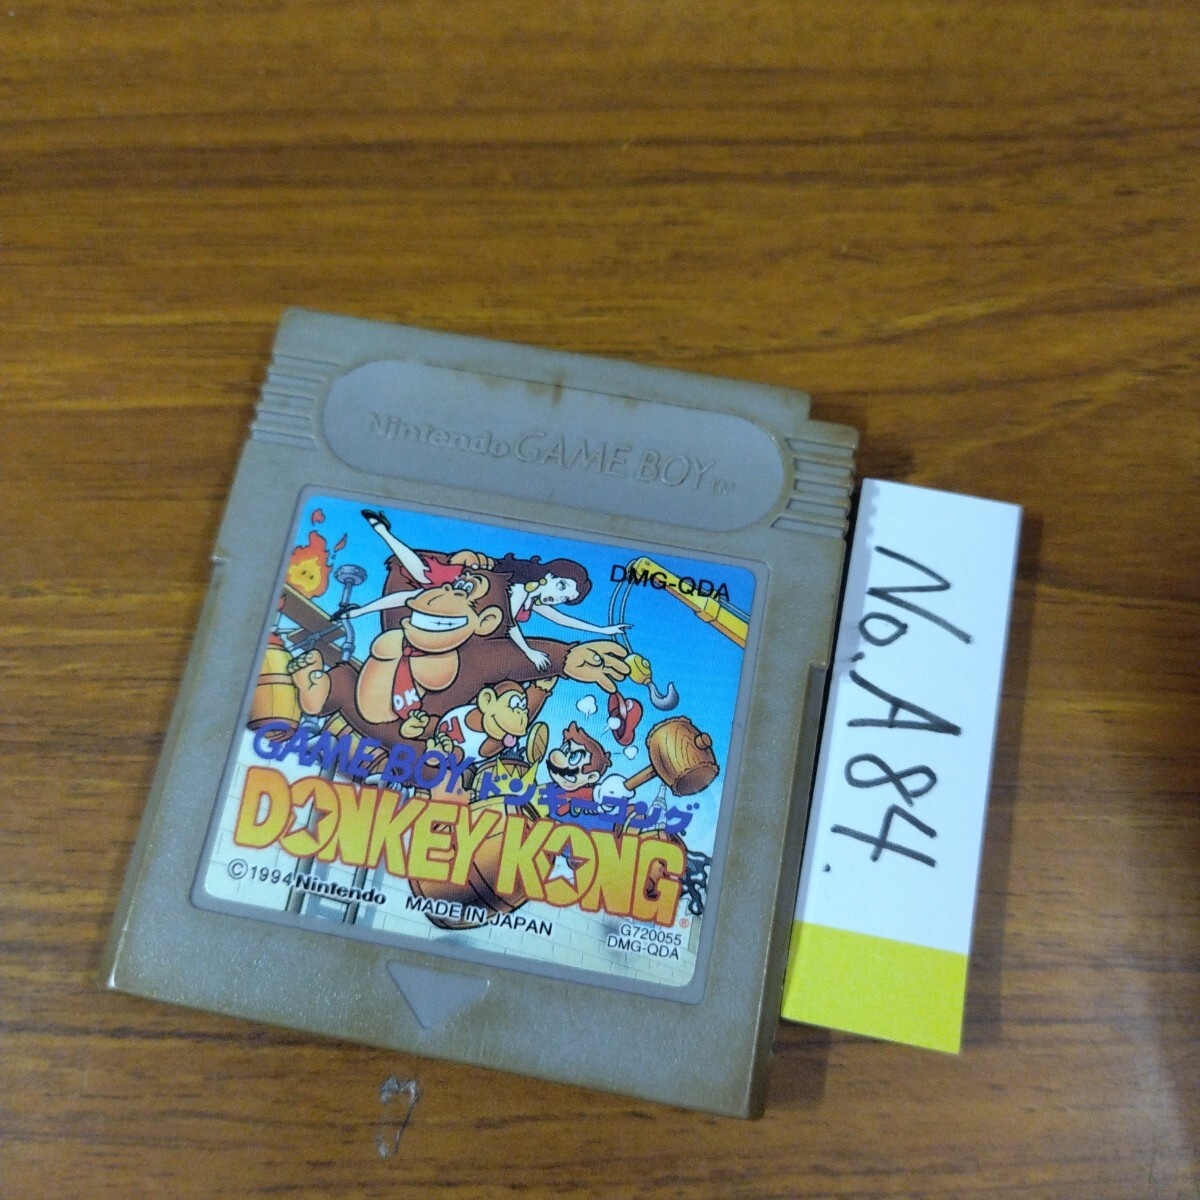 Nintendo GAME BOY™
DMG-QDA
DK
GAME BOY ドンキーコング
DONKEY KONG®
©1994 Nintendo MADE IN JAPAN
G720055
DMG-QDA
No.A84.